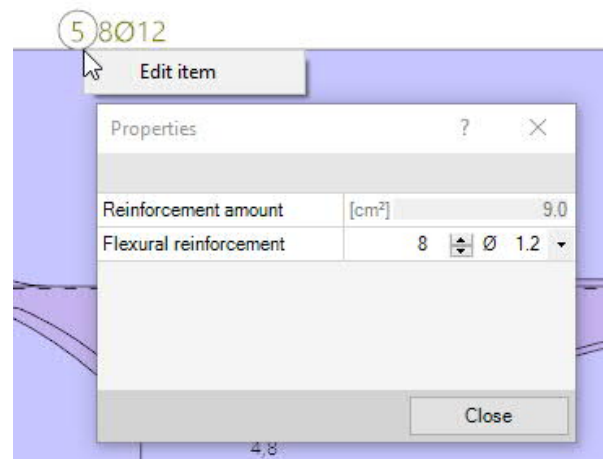 5 8Ø12
Edit item
Properties ? ×
Reinforcement amount [cm²] 9.0
Flexural reinforcement 8 Ø 1.2
Close
4,8